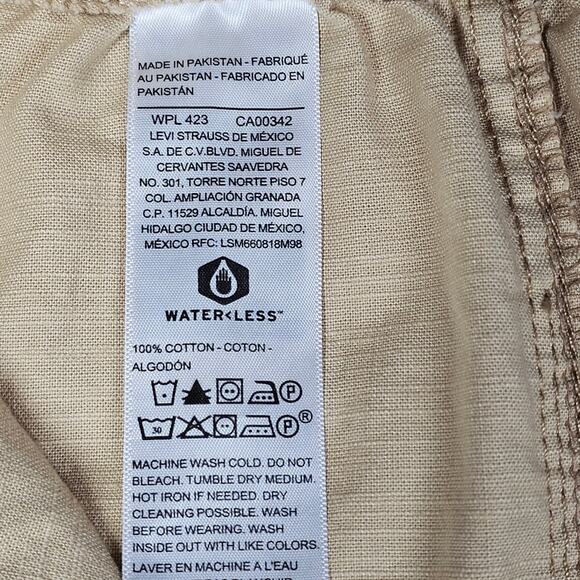 MADE IN PAKISTAN - FABRIQUÉ
AU PAKISTAN - FABRICADO EN
PAKISTÁN
WPL 423 CA00342
LEVI STRAUSS DE MÉXICO
S.A. DE C.V.BLVD. MIGUEL DE
CERVANTES SAAVEDRA
NO. 301, TORRE NORTE PISO 7
COL. AMPLIACIÓN GRANADA
C.P. 11529 ALCALDÍA. MIGUEL
HIDALGO CIUDAD DE MÉXICO,
MÉXICO RFC: LSM660818M98
WATER<LESS™
100% COTTON - COTON -
ALGODÓN
P
30 P ®
MACHINE WASH COLD. DO NOT
BLEACH. TUMBLE DRY MEDIUM.
HOT IRON IF NEEDED. DRY
CLEANING POSSIBLE. WASH
BEFORE WEARING. WASH
INSIDE OUT WITH LIKE COLORS.
LAVER EN MACHINE A L'EAU